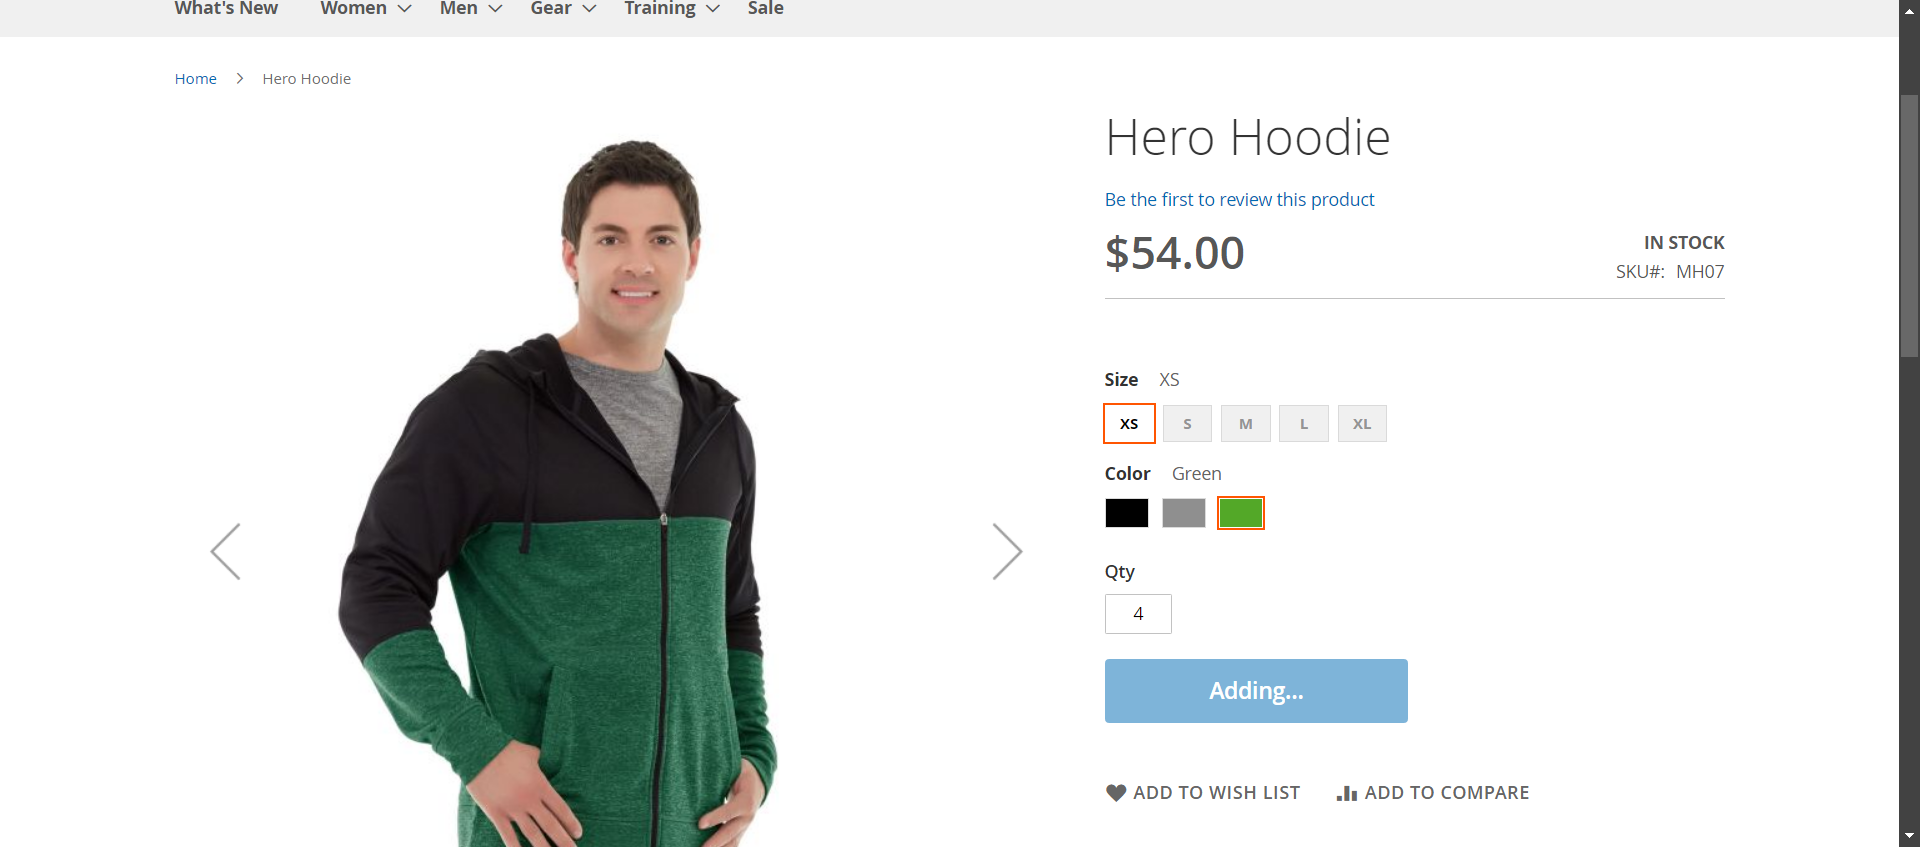 What's New Women Men Gear Training Sale
Home Hero Hoodie
Hero Hoodie
Be the first to review this product
$54.00
IN STOCK
SKU#: MH07
Size XS
XS S M L XL
Color Green
Qty
4
Adding...
ADD TO WISH LIST ADD TO COMPARE